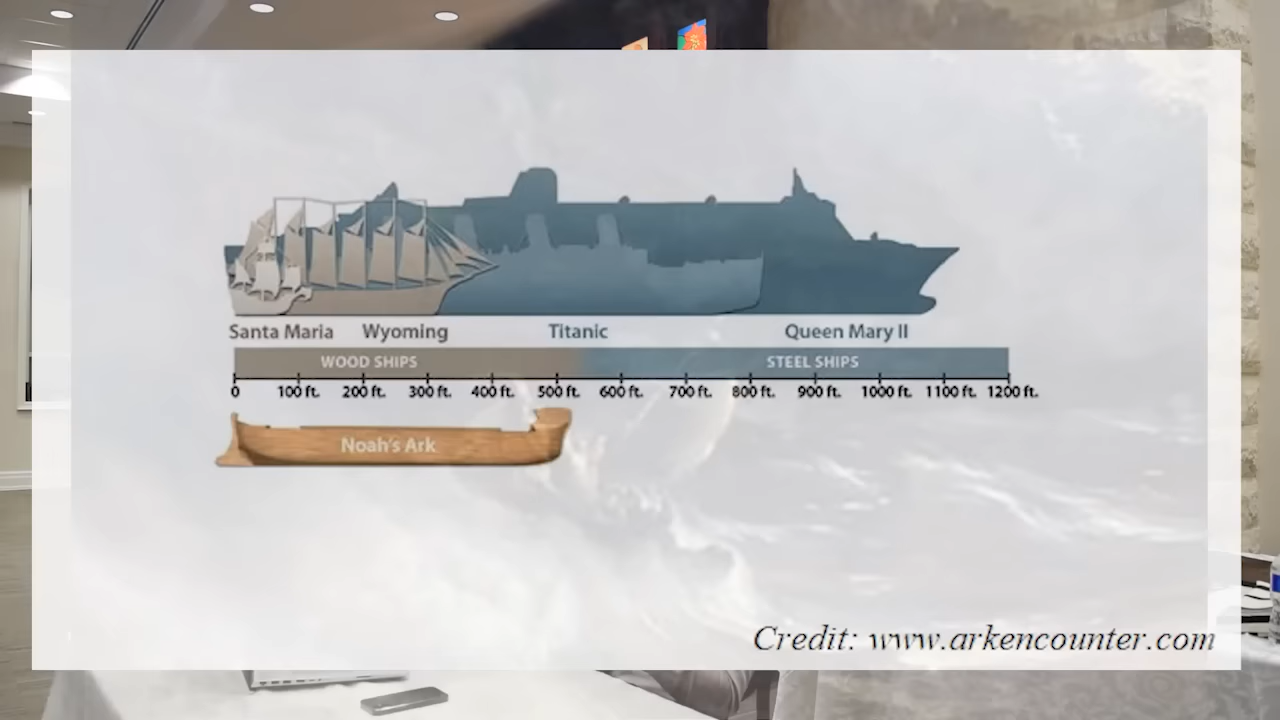 Santa Maria Wyoming Titanic Queen Mary II
WOOD SHIPS STEEL SHIPS
0 100 ft. 200 ft. 300 ft. 400 ft. 500 ft. 600 ft. 700 ft. 800 ft. 900 ft. 1000 ft. 1100 ft. 1200 ft.
Noah's Ark
Credit: www.arkencounter.com